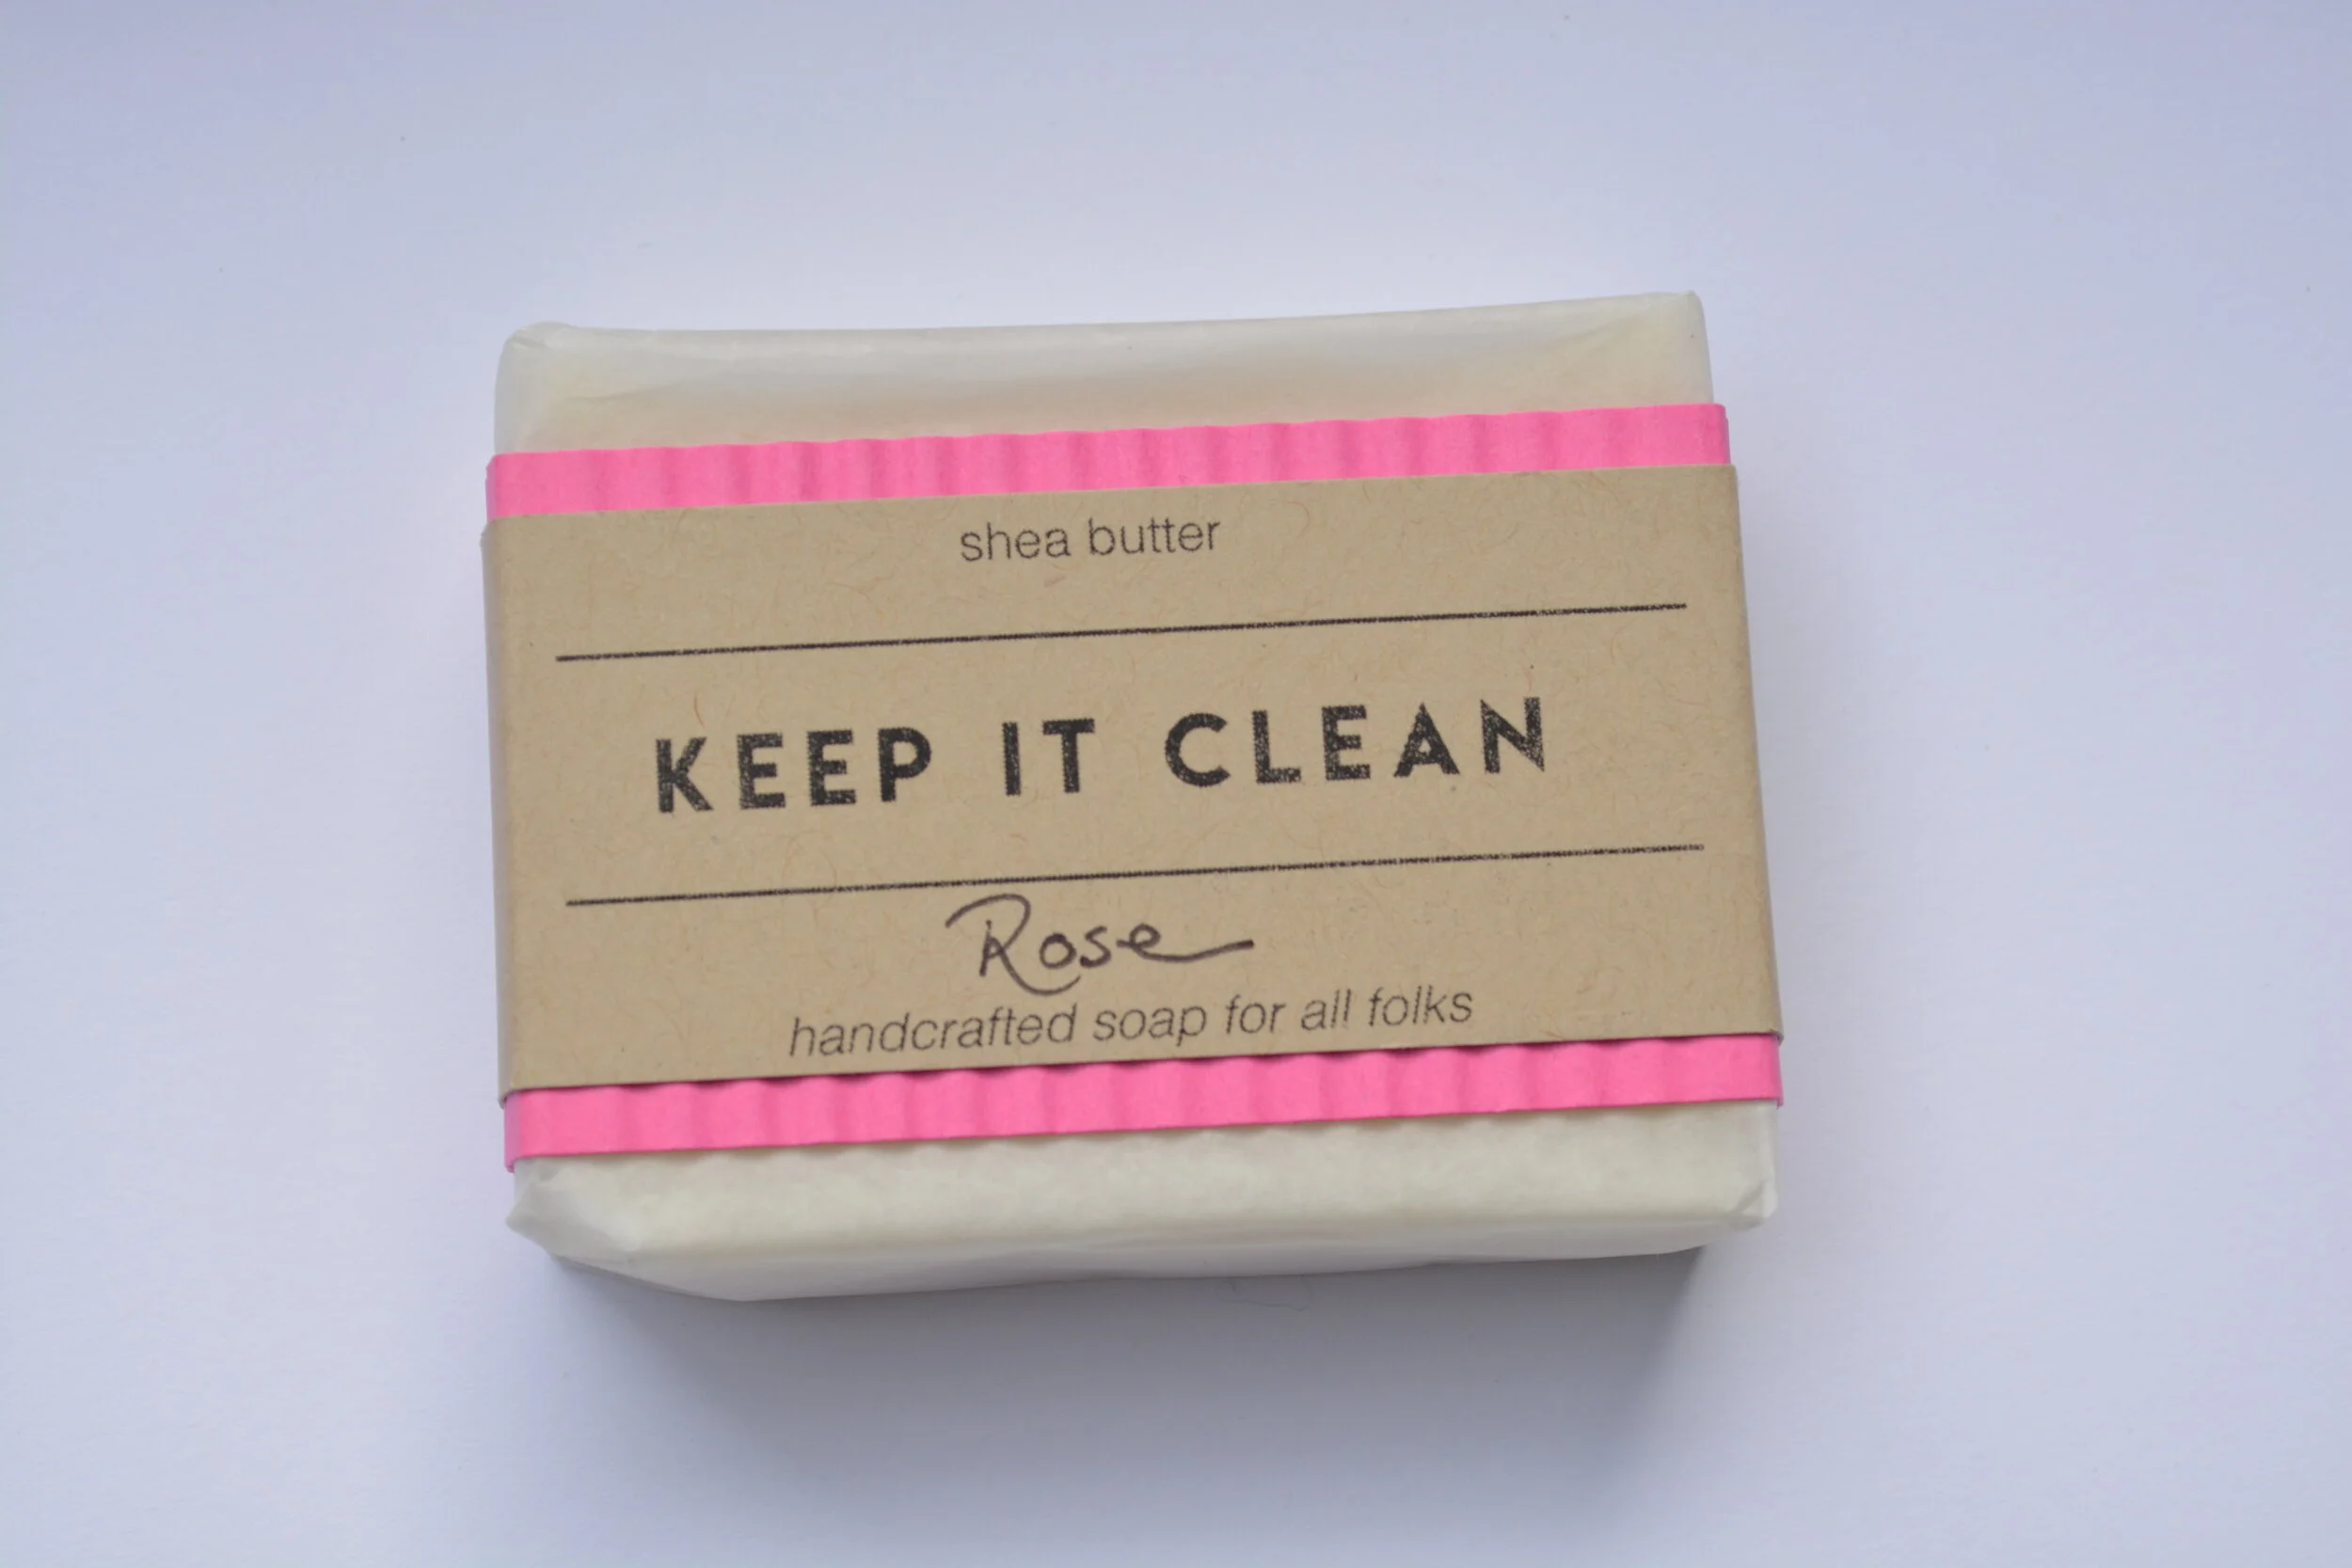 shea butter
KEEP IT CLEAN
Rose
handcrafted soap for all folks